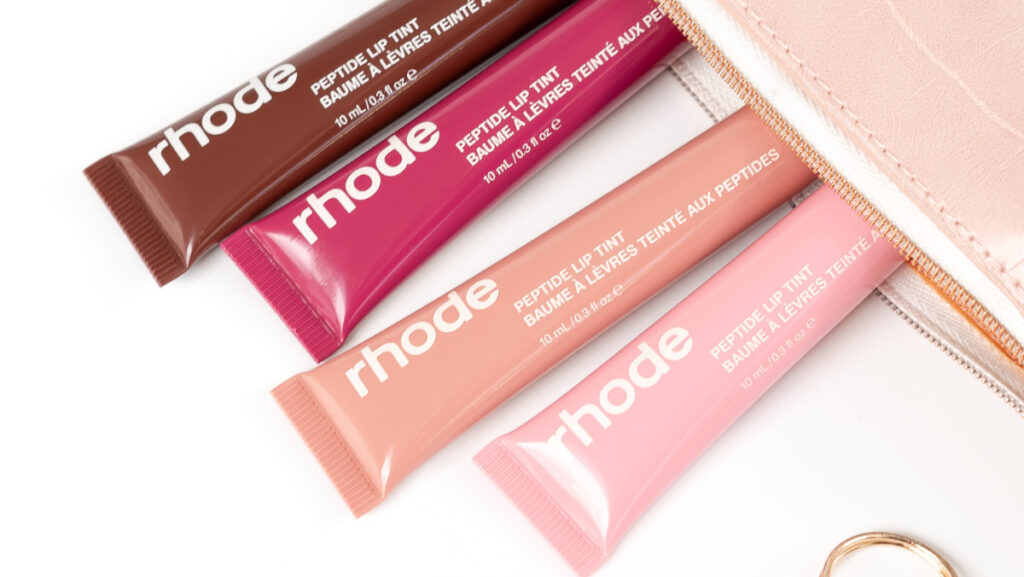 rhode
PEPTIDE LIP TINT
BAUME À LÈVRES TEINTÉ A
10 mL/0.3 fl oz ℮
rhode
PEPTIDE LIP TINT
BAUME À LÈVRES TEINTÉ AUX PE
10 mL/0.3 fl oz ℮
rhode
PEPTIDE LIP TINT
BAUME À LÈVRES TEINTÉ AUX PEPTIDES
10 mL/0.3 fl oz ℮
rhode
PEPTIDE LIP TINT
BAUME À LÈVRES TEINTÉ A
10 mL/0.3 fl oz ℮